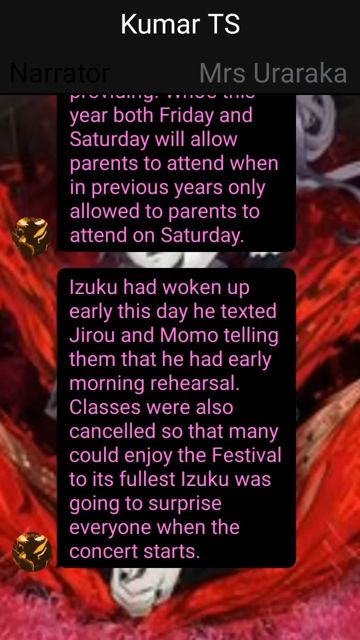 Kumar TS
Narrator
Mrs Uraraka
providing. Who's this
year both Friday and
Saturday will allow
parents to attend when
in previous years only
allowed to parents to
attend on Saturday.
Izuku had woken up
early this day he texted
Jirou and Momo telling
them that he had early
morning rehearsal.
Classes were also
cancelled so that many
could enjoy the Festival
to its fullest Izuku was
going to surprise
everyone when the
concert starts.